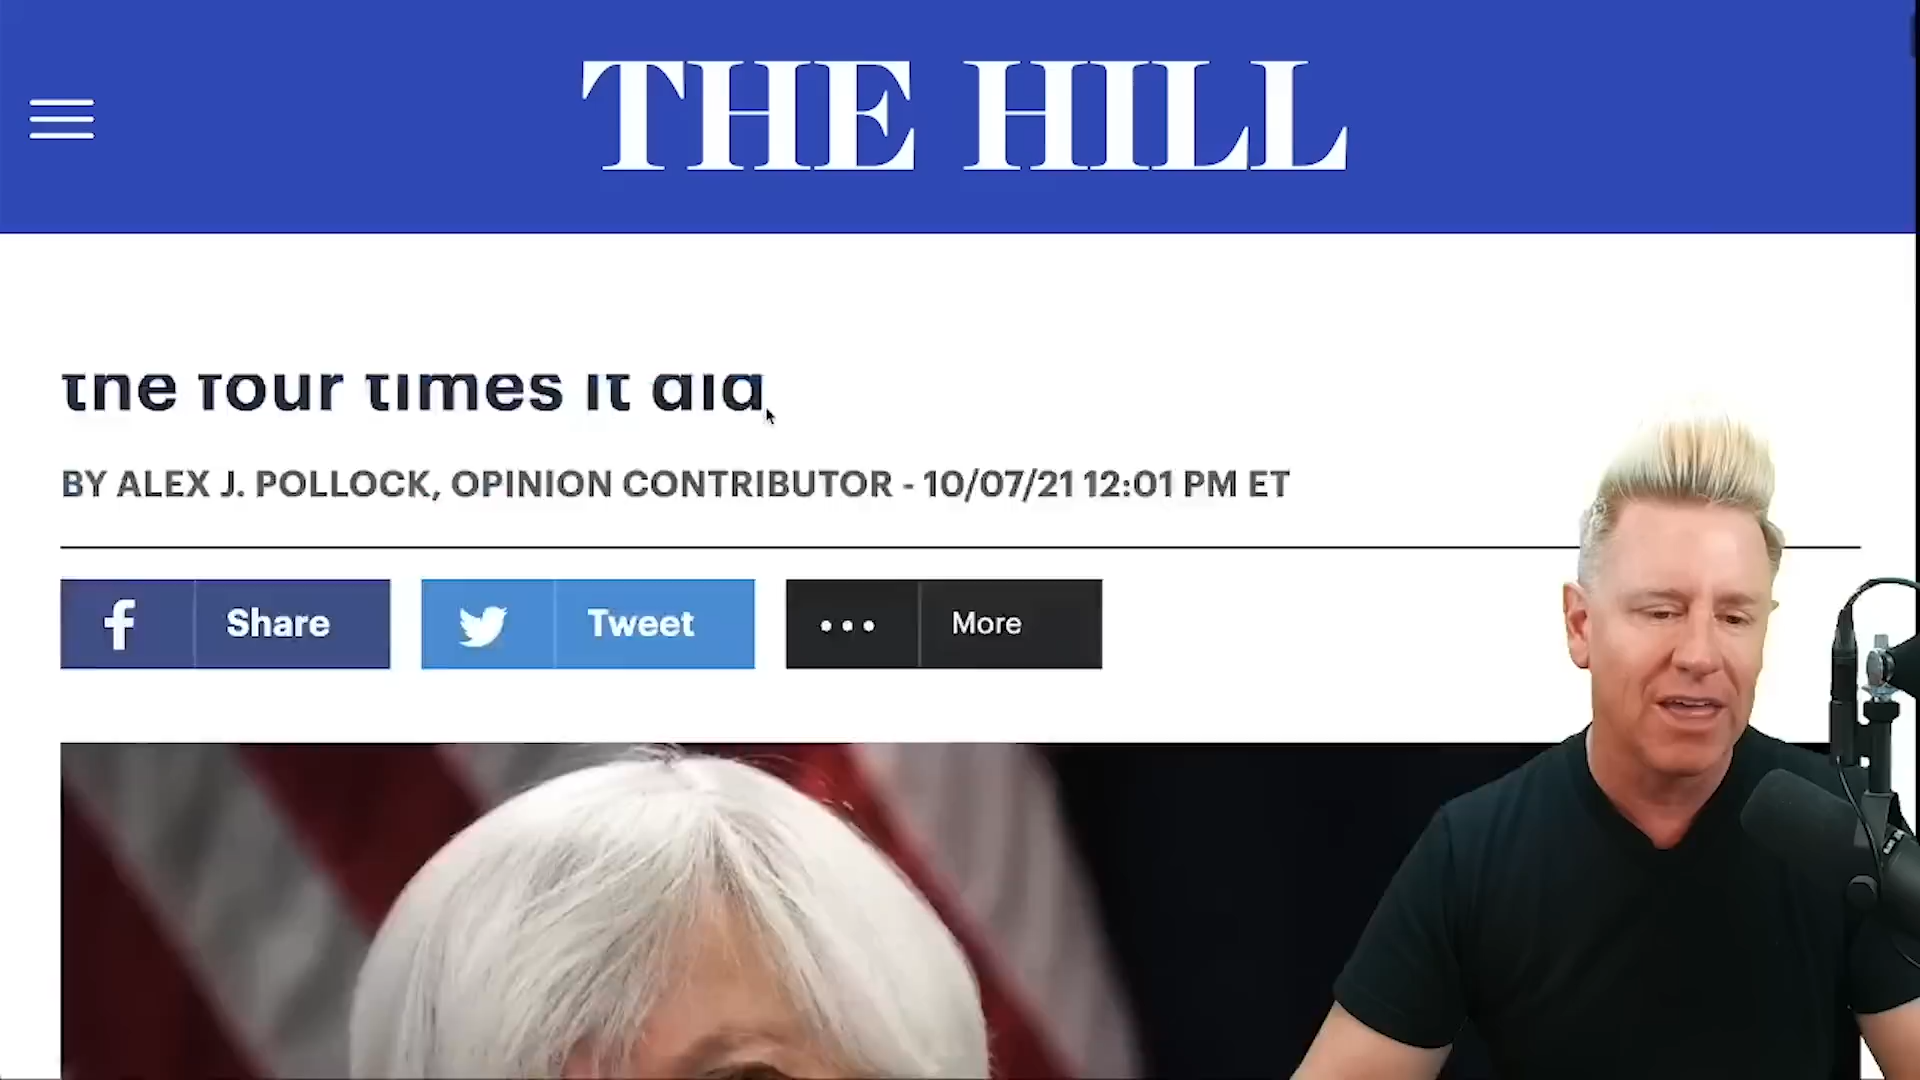 THE HILL
the four times it did
BY ALEX J. POLLOCK, OPINION CONTRIBUTOR - 10/07/21 12:01 PM ET
f Share
Tweet
••• More